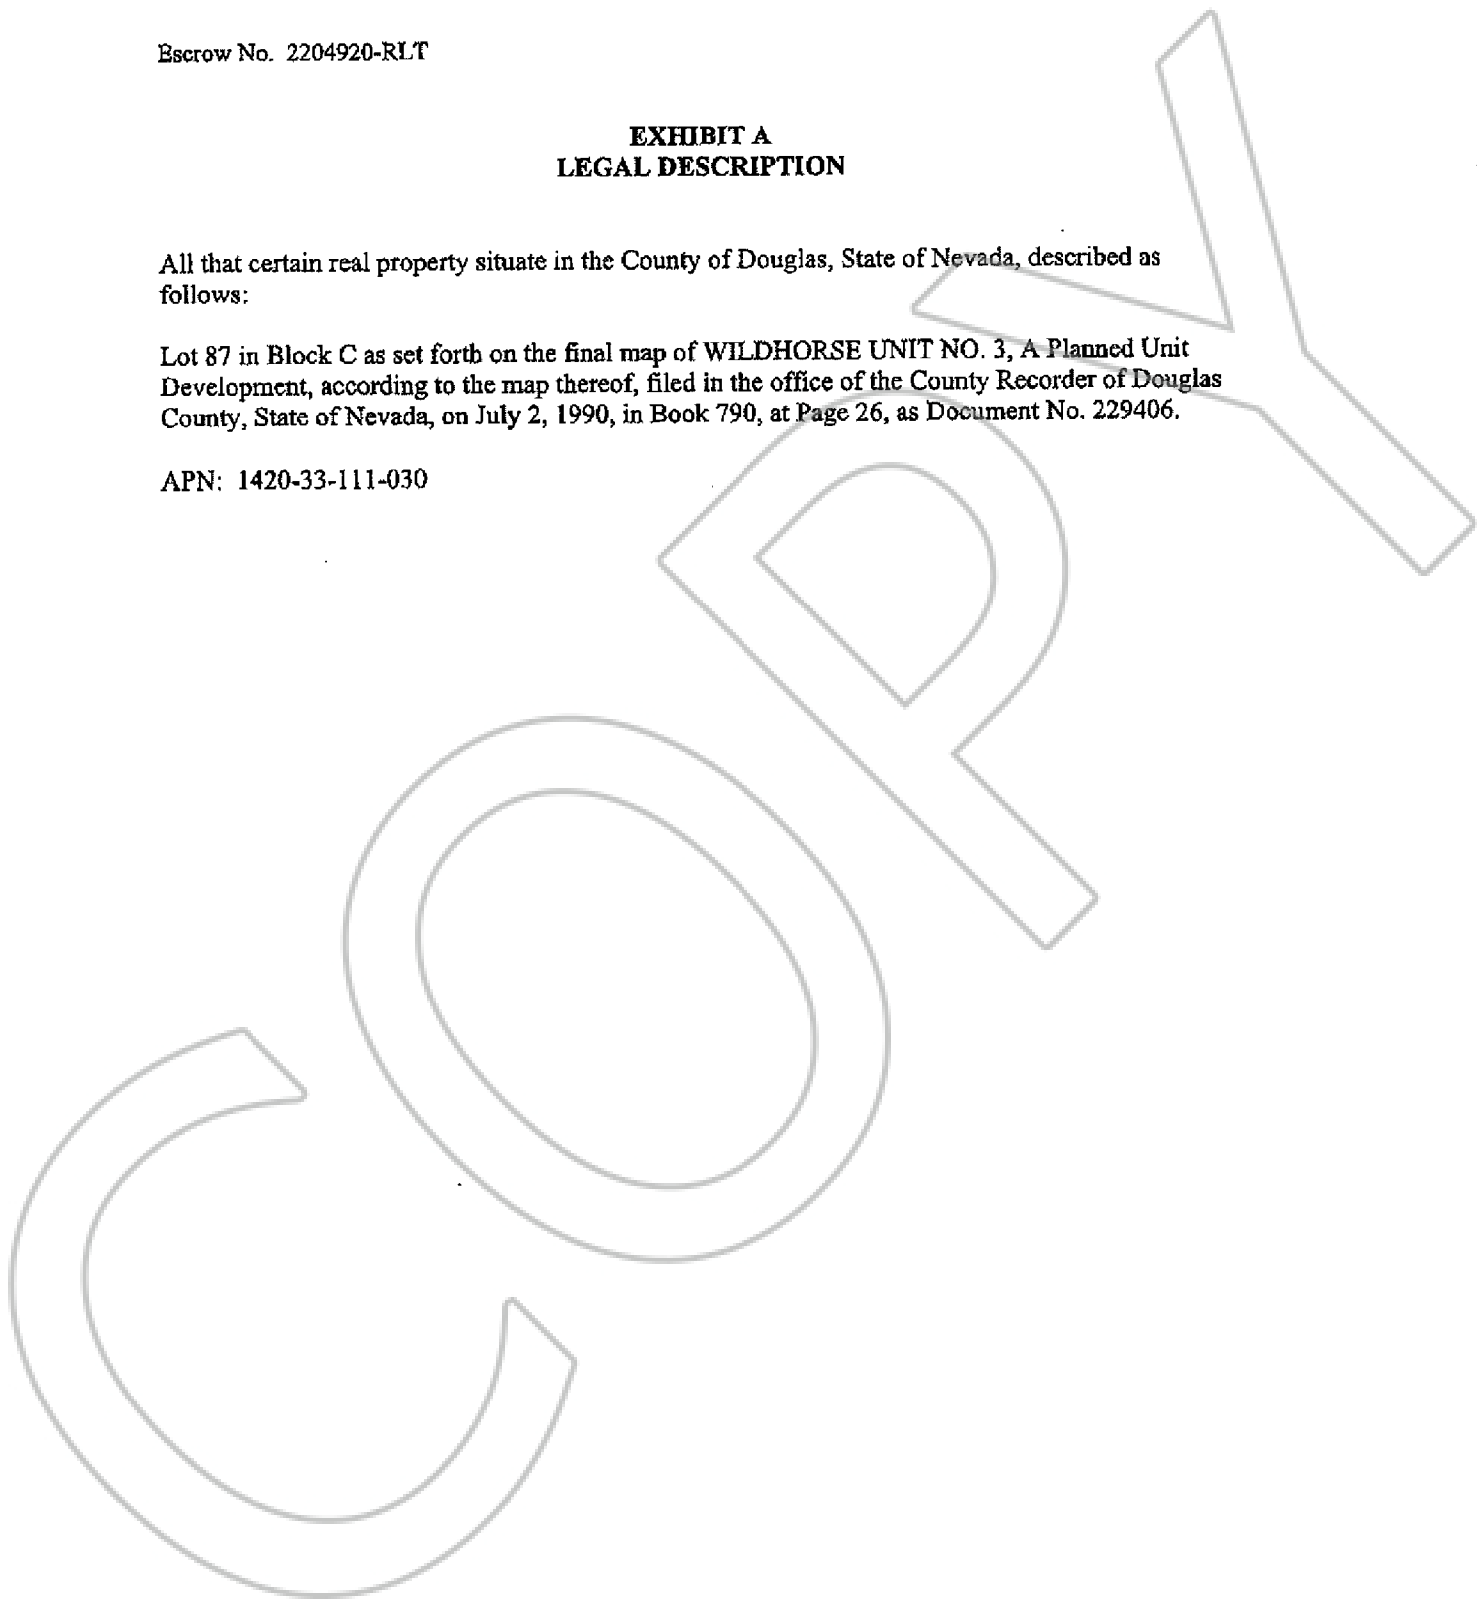 Escrow No. 2204920-RLT
EXHIBIT A
LEGAL DESCRIPTION
All that certain real property situate in the County of Douglas, State of Nevada, described as
follows:
Lot 87 in Block C as set forth on the final map of WILDHORSE UNIT NO. 3, A Planned Unit
Development, according to the map thereof, filed in the office of the County Recorder of Douglas
County, State of Nevada, on July 2, 1990, in Book 790, at Page 26, as Document No. 229406.
APN: 1420-33-111-030
COPY